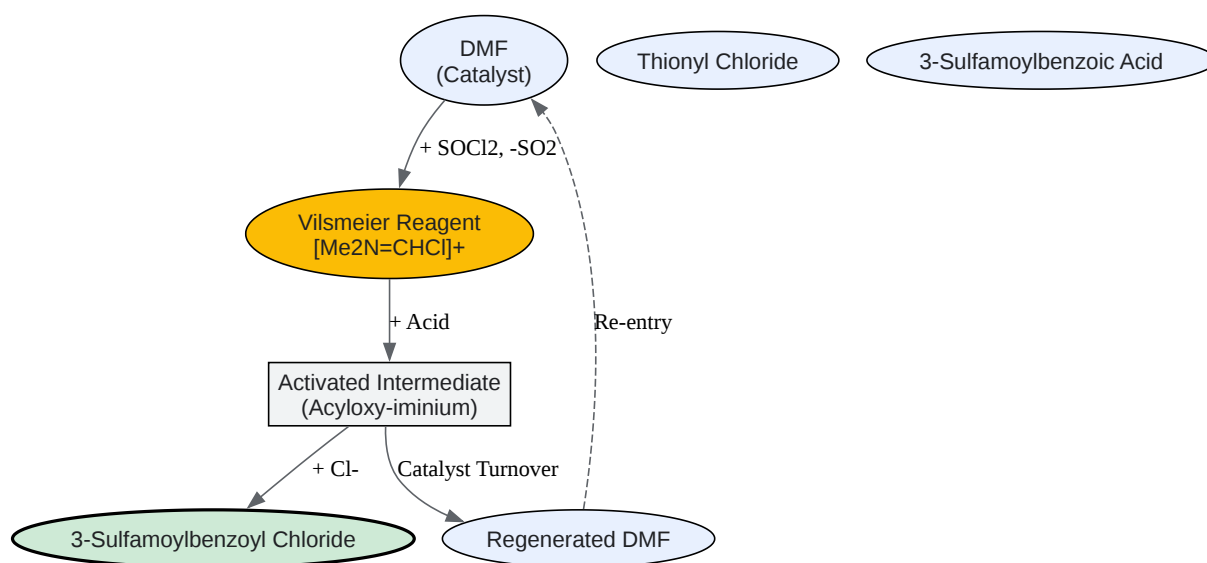 DMF
(Catalyst)
Thionyl Chloride
3-Sulfamoylbenzoic Acid
+ SOCl2, -SO2
Vilsmeier Reagent
[Me2N=CHCl]+
+ Acid
Re-entry
Activated Intermediate
(Acyloxy-iminium)
+ Cl-
Catalyst Turnover
3-Sulfamoylbenzoyl Chloride
Regenerated DMF